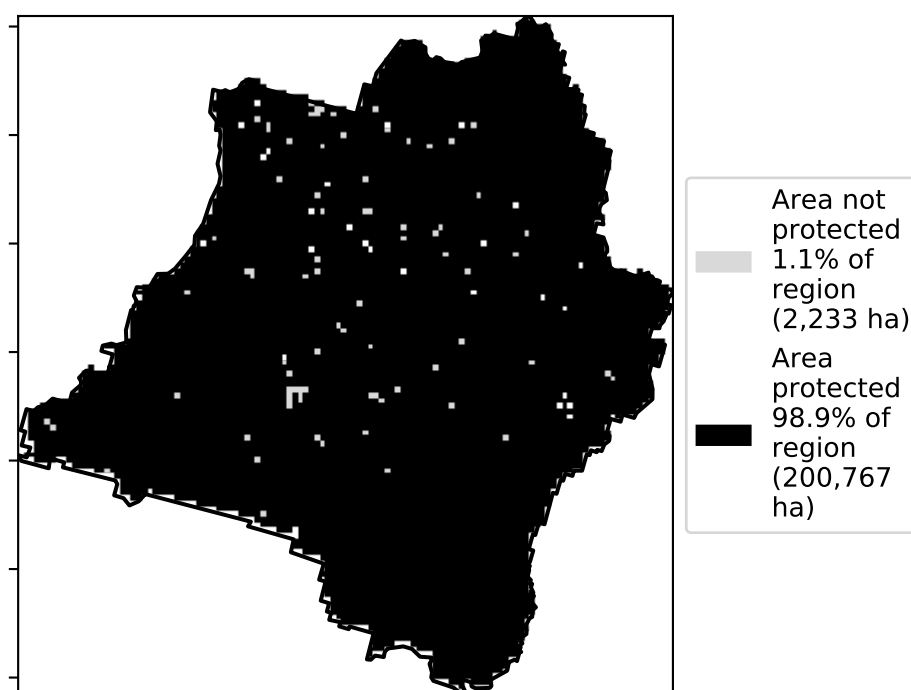 Area not
protected
1.1% of
region
(2,233 ha)
Area
protected
98.9% of
region
(200,767
ha)